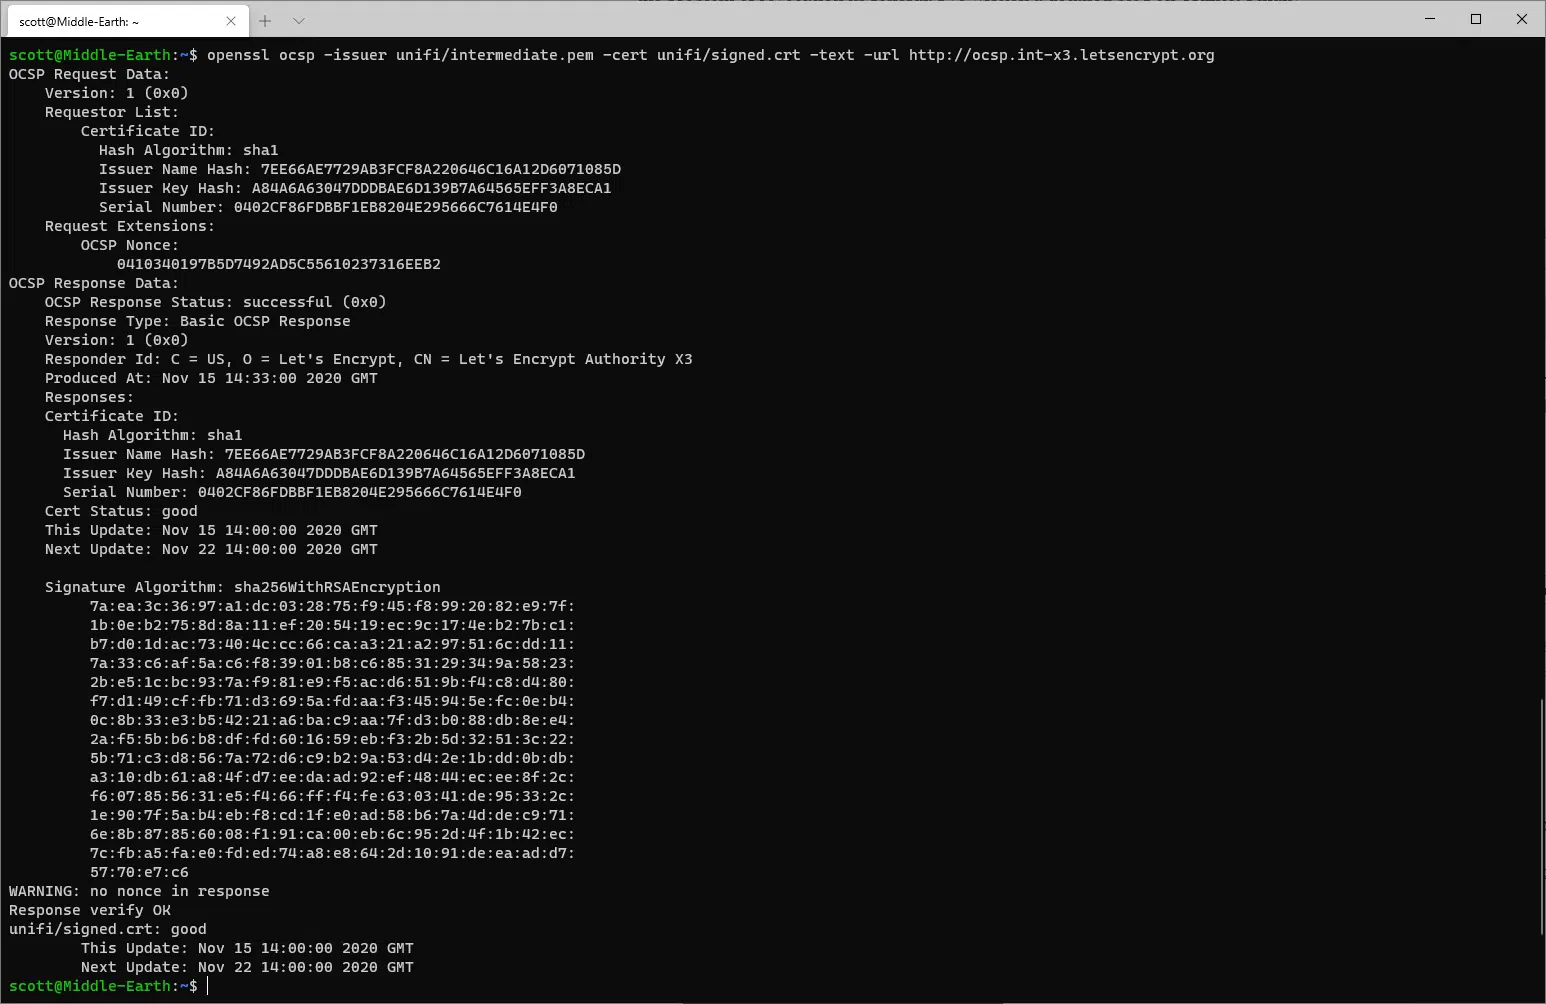 scott@Middle-Earth: ~
scott@Middle-Earth:~$ openssl ocsp -issuer unifi/intermediate.pem -cert unifi/signed.crt -text -url http://ocsp.int-x3.letsencrypt.org
OCSP Request Data:
Version: 1 (0x0)
Requestor List:
Certificate ID:
Hash Algorithm: sha1
Issuer Name Hash: 7EE66AE7729AB3FCF8A220646C16A12D6071085D
Issuer Key Hash: A84A6A63047DDDBAE6D139B7A64565EFF3A8ECA1
Serial Number: 0402CF86FDBBF1EB8204E295666C7614E4F0
Request Extensions:
OCSP Nonce:
0410340197B5D7492AD5C55610237316EEB2
OCSP Response Data:
OCSP Response Status: successful (0x0)
Response Type: Basic OCSP Response
Version: 1 (0x0)
Responder Id: C = US, O = Let's Encrypt, CN = Let's Encrypt Authority X3
Produced At: Nov 15 14:33:00 2020 GMT
Responses:
Certificate ID:
Hash Algorithm: sha1
Issuer Name Hash: 7EE66AE7729AB3FCF8A220646C16A12D6071085D
Issuer Key Hash: A84A6A63047DDDBAE6D139B7A64565EFF3A8ECA1
Serial Number: 0402CF86FDBBF1EB8204E295666C7614E4F0
Cert Status: good
This Update: Nov 15 14:00:00 2020 GMT
Next Update: Nov 22 14:00:00 2020 GMT
Signature Algorithm: sha256WithRSAEncryption
7a:ea:3c:36:97:a1:dc:03:28:75:f9:45:f8:99:20:82:e9:7f:
1b:0e:b2:75:8d:8a:11:ef:20:54:19:ec:9c:17:4e:b2:7b:c1:
b7:d0:1d:ac:73:40:4c:cc:66:ca:a3:21:a2:97:51:6c:dd:11:
7a:33:c6:af:5a:c6:f8:39:01:b8:c6:85:31:29:34:9a:58:23:
2b:e5:1c:bc:93:7a:f9:81:e9:f5:ac:d6:51:9b:f4:c8:d4:80:
f7:d1:49:cf:fb:71:d3:69:5a:fd:aa:f3:45:94:5e:fc:0e:b4:
0c:8b:33:e3:b5:42:21:a6:ba:c9:aa:7f:d3:b0:88:db:8e:e4:
2a:f5:5b:b6:b8:df:fd:60:16:59:eb:f3:2b:5d:32:51:3c:22:
5b:71:c3:d8:56:7a:72:d6:c9:b2:9a:53:d4:2e:1b:dd:0b:db:
a3:10:db:61:a8:4f:d7:ee:da:ad:92:ef:48:44:ec:ee:8f:2c:
f6:07:85:56:31:e5:f4:66:ff:f4:fe:63:03:41:de:95:33:2c:
1e:90:7f:5a:b4:eb:f8:cd:1f:e0:ad:58:b6:7a:4d:de:c9:71:
6e:8b:87:85:60:08:f1:91:ca:00:eb:6c:95:2d:4f:1b:42:ec:
7c:fb:a5:fa:e0:fd:ed:74:a8:e8:64:2d:10:91:de:ea:ad:d7:
57:70:e7:c6
WARNING: no nonce in response
Response verify OK
unifi/signed.crt: good
This Update: Nov 15 14:00:00 2020 GMT
Next Update: Nov 22 14:00:00 2020 GMT
scott@Middle-Earth:~$